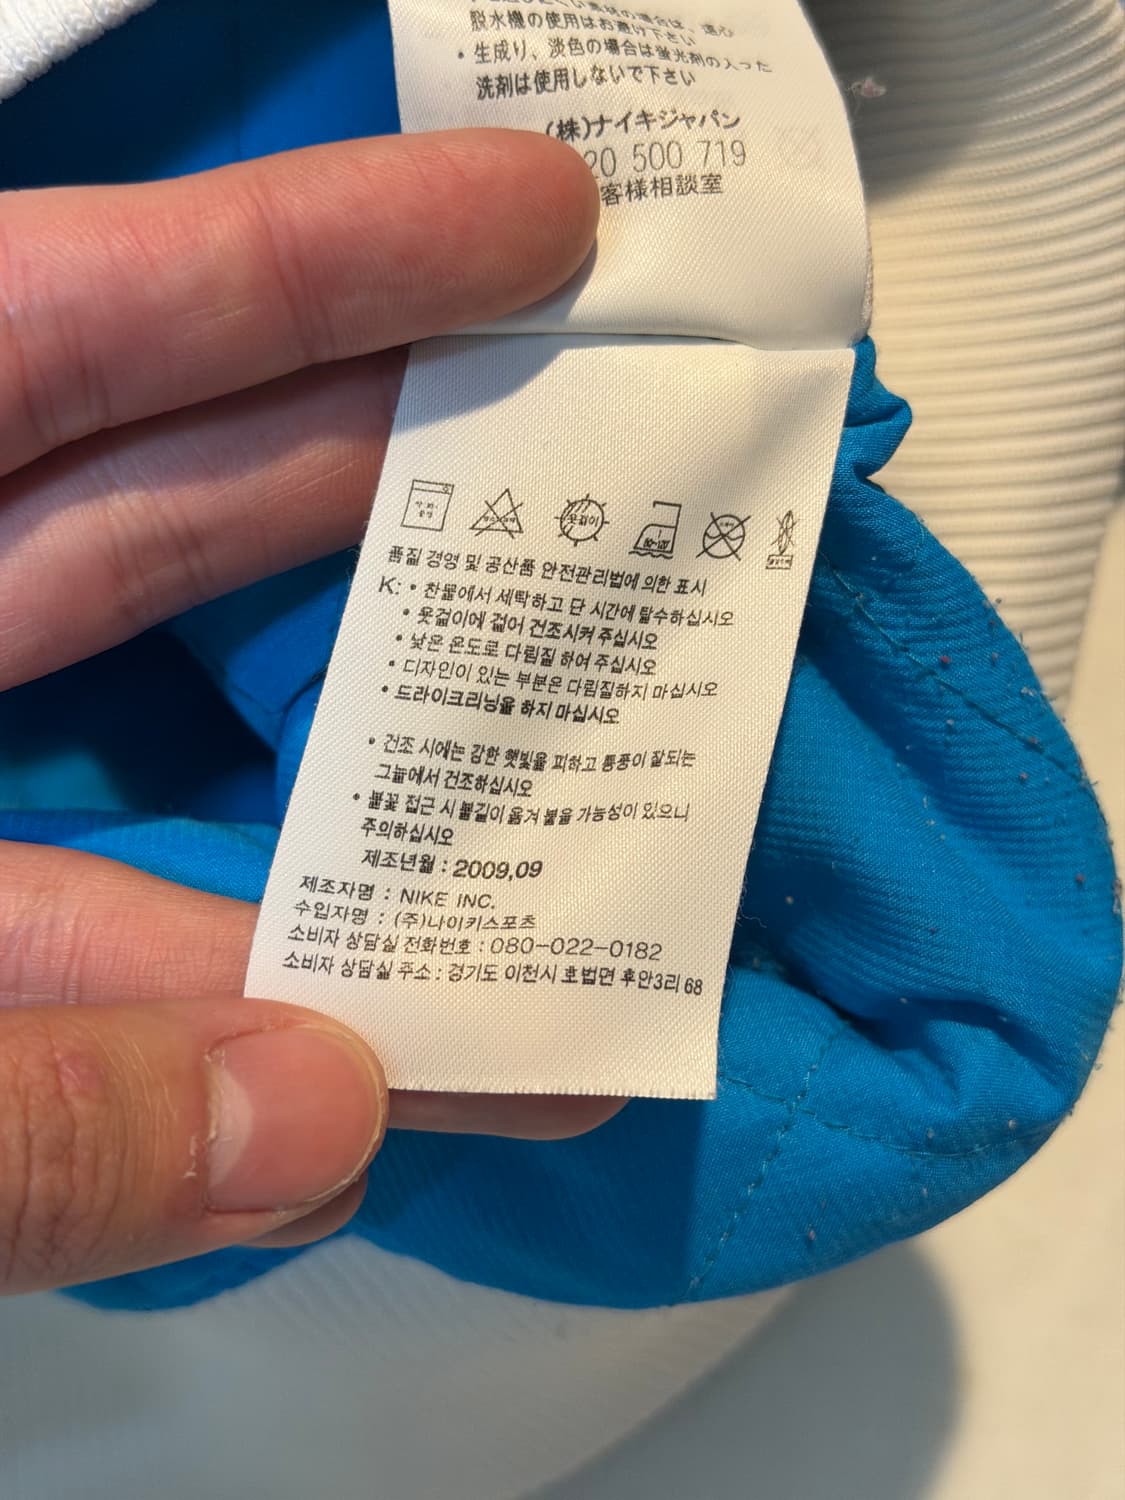 脱水機の使用はお避け下さい
・生成り、淡色の場合は蛍光剤の入った
洗剤は使用しないで下さい
(株)ナイキジャパン
20 500 719
客様相談室
품질 경영 및 공산품 안전관리법에 의한 표시
K: • 찬물에서 세탁하고 단 시간에 탈수하십시오
• 옷걸이에 걸어 건조시켜 주십시오
• 낮은 온도로 다림질 하여 주십시오
• 디자인이 있는 부분은 다림질하지 마십시오
• 드라이크리닝을 하지 마십시오
• 건조 시에는 강한 햇빛을 피하고 통풍이 잘되는
그늘에서 건조하십시오
• 불꽃 접근 시 불길이 옮겨 붙을 가능성이 있으니
주의하십시오
제조년월 : 2009,09
제조자명 : NIKE INC.
수입자명 : (주)나이키스포츠
소비자 상담실 전화번호 : 080-022-0182
소비자 상담실 주소 : 경기도 이천시 호법면 후안3리 68